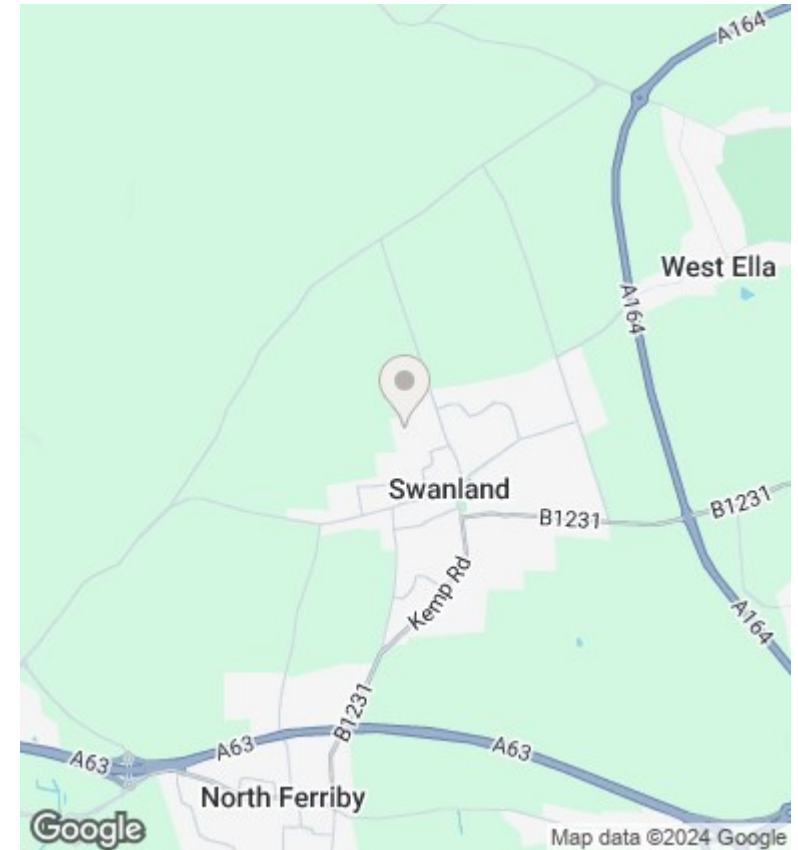 A164
West Ella
A164
Swanland
B1231
B1231
Kemp Rd
A164
B1231
A63
A63
A63
North Ferriby
Google
Map data ©2024 Google